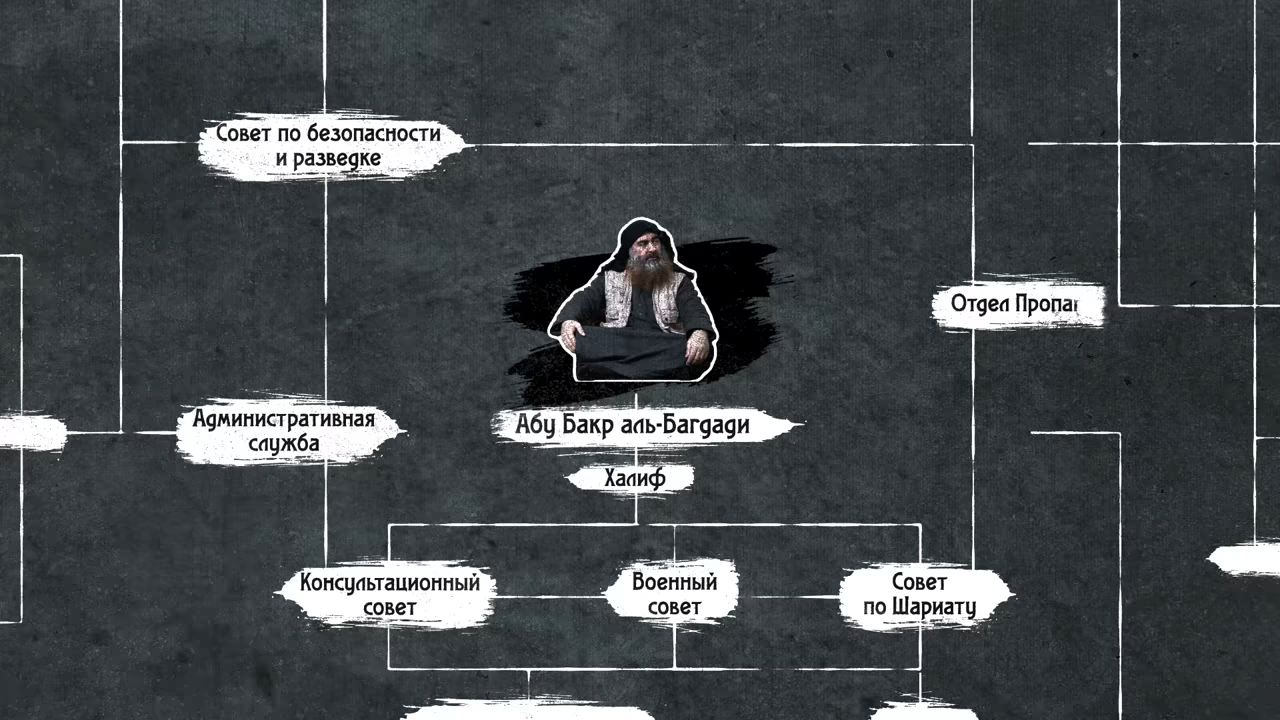 Совет по безопасности
и разведке
Отдел
Административная
служба
Абу Бакр аль-Багдади
Халиф
Консультационный
совет
Военный
совет
Совет
по Шариату